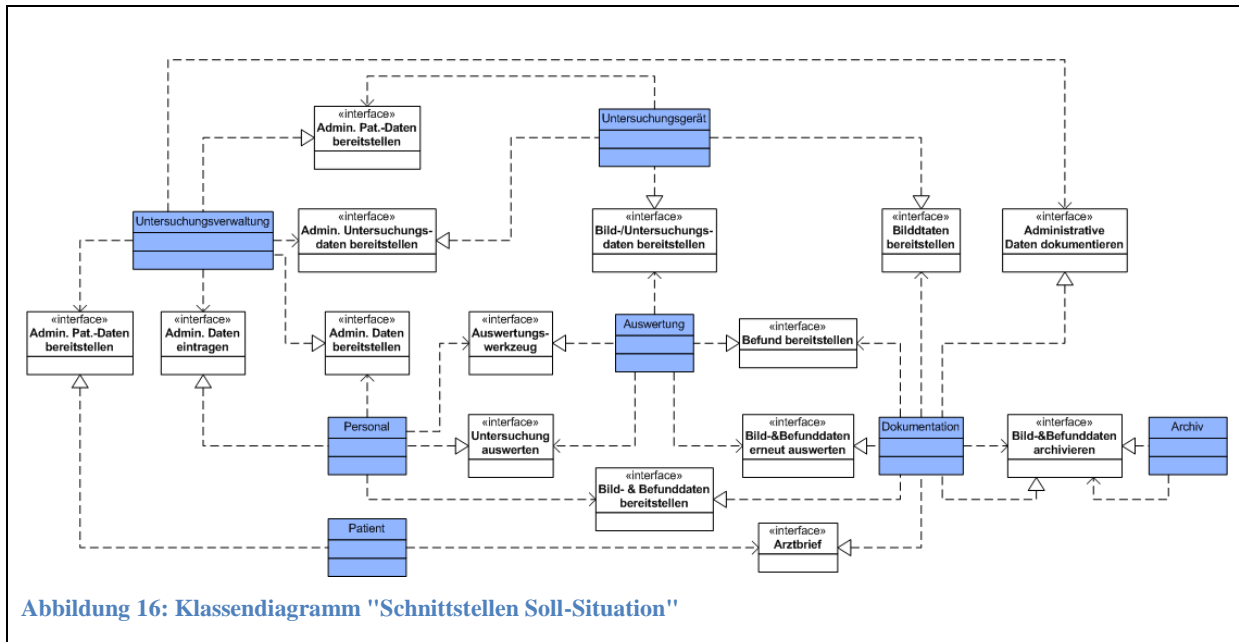 «interface»
Admin. Pat.-Daten
bereitstellen
Untersuchungsgerät
Untersuchungsverwaltung
«interface»
Admin. Untersuchungs-
daten bereitstellen
«interface»
Bild-/Untersuchungs-
daten bereitstellen
«interface»
Bilddtaten
bereitstellen
«interface»
Administrative
Daten dokumentieren
«interface»
Admin. Pat.-Daten
bereitstellen
«interface»
Admin. Daten
eintragen
«interface»
Admin. Daten
bereitstellen
«interface»
Auswertungs-
werkzeug
Auswertung
«interface»
Befund bereitstellen
Personal
«interface»
Untersuchung
auswerten
«interface»
Bild-&Befunddaten
erneut auswerten
Dokumentation
«interface»
Bild-&Befunddaten
archivieren
Archiv
«interface»
Bild- & Befunddaten
bereitstellen
Patient
«interface»
Arztbrief
Abbildung 16: Klassendiagramm "Schnittstellen Soll-Situation"